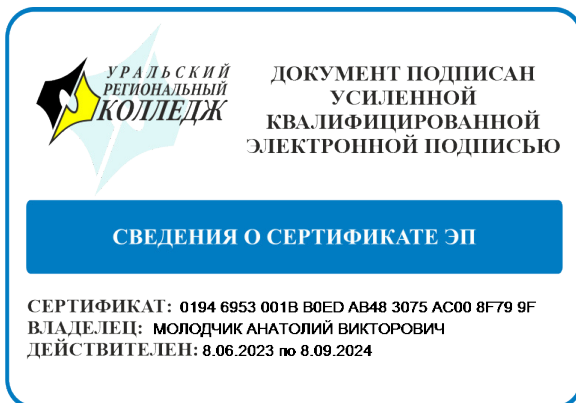 УРАЛЬСКИЙ
РЕГИОНАЛЬНЫЙ
КОЛЛЕДЖ
ДОКУМЕНТ ПОДПИСАН
УСИЛЕННОЙ
КВАЛИФИЦИРОВАННОЙ
ЭЛЕКТРОННОЙ ПОДПИСЬЮ
СВЕДЕНИЯ О СЕРТИФИКАТЕ ЭП
СЕРТИФИКАТ: 0194 6953 001B B0ED AB48 3075 AC00 8F79 9F
ВЛАДЕЛЕЦ: МОЛОДЧИК АНАТОЛИЙ ВИКТОРОВИЧ
ДЕЙСТВИТЕЛЕН: 8.06.2023 по 8.09.2024